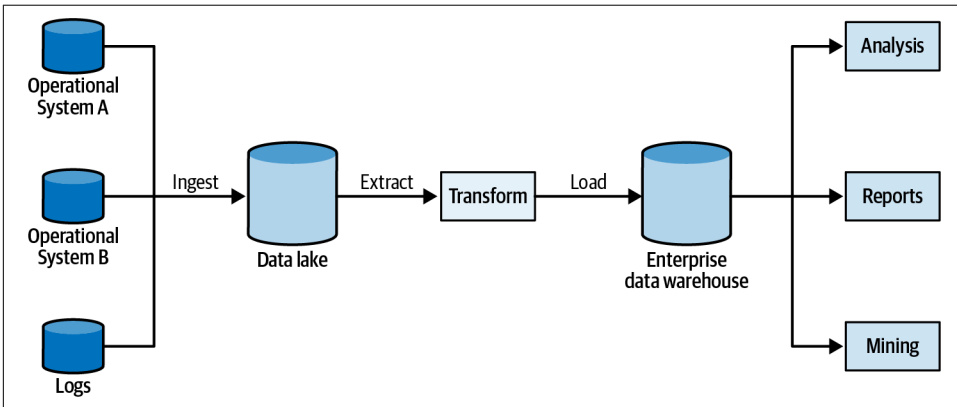 Operational
System A
Operational
System B
Logs
Ingest
Data lake
Extract
Transform
Load
Enterprise
data warehouse
Analysis
Reports
Mining